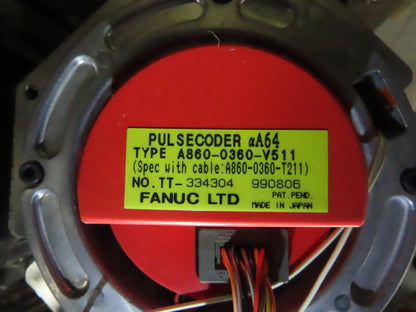 PULSECODER αA64
TYPE A860-0360-V511
(Spec with cable:A860-0360-T211)
NO. TT-334304 990806
FANUC LTD PAT. PEND.
MADE IN JAPAN